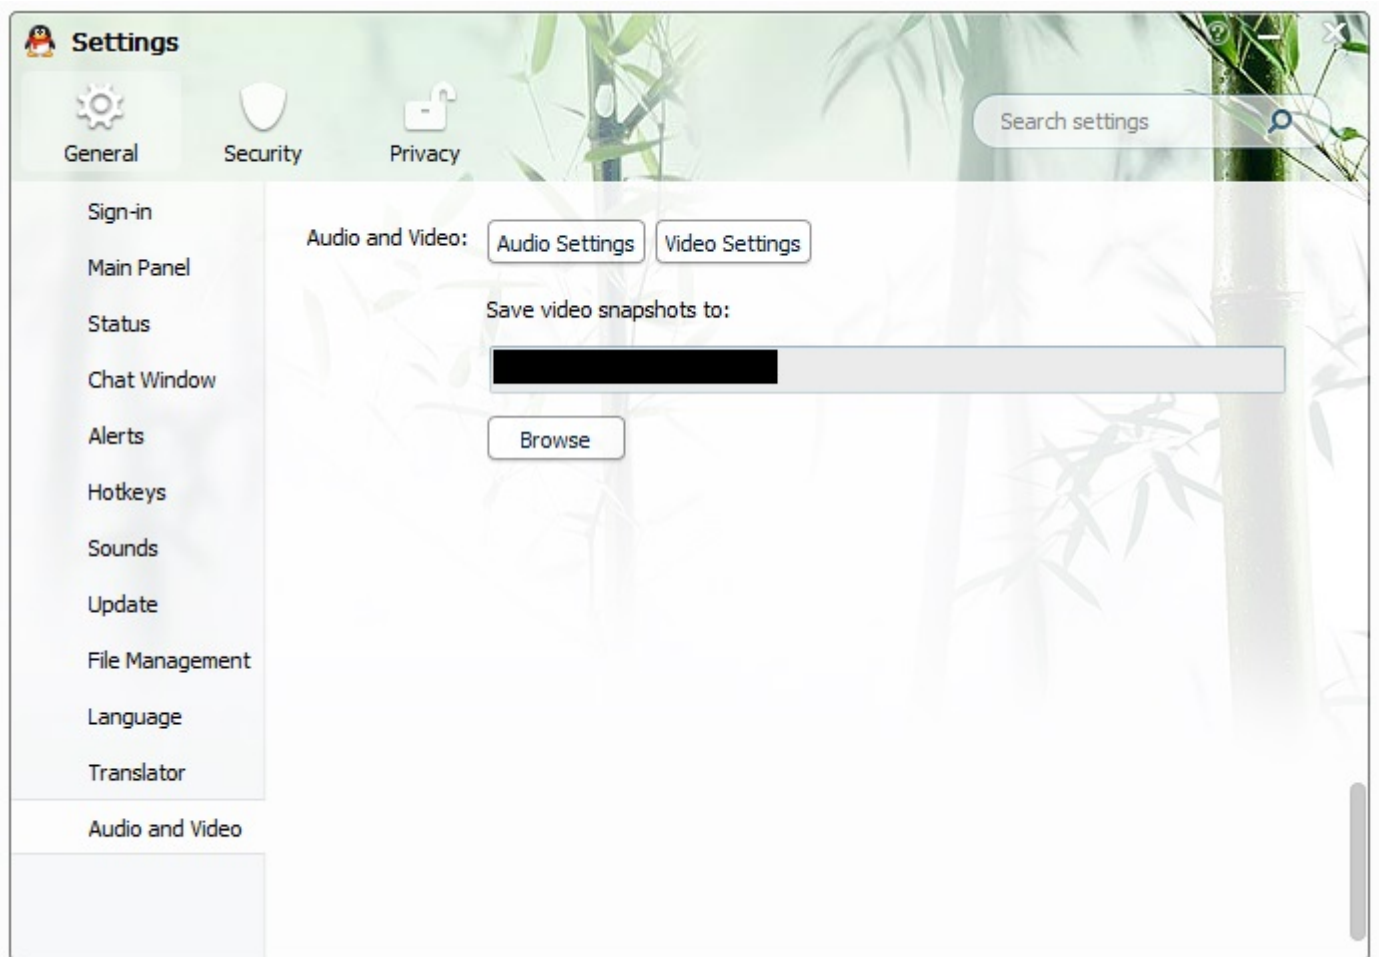 Settings
General
Security
Privacy
Search settings
Sign-in
Main Panel
Status
Chat Window
Alerts
Hotkeys
Sounds
Update
File Management
Language
Translator
Audio and Video
Audio and Video:
Audio Settings
Video Settings
Save video snapshots to:
Browse